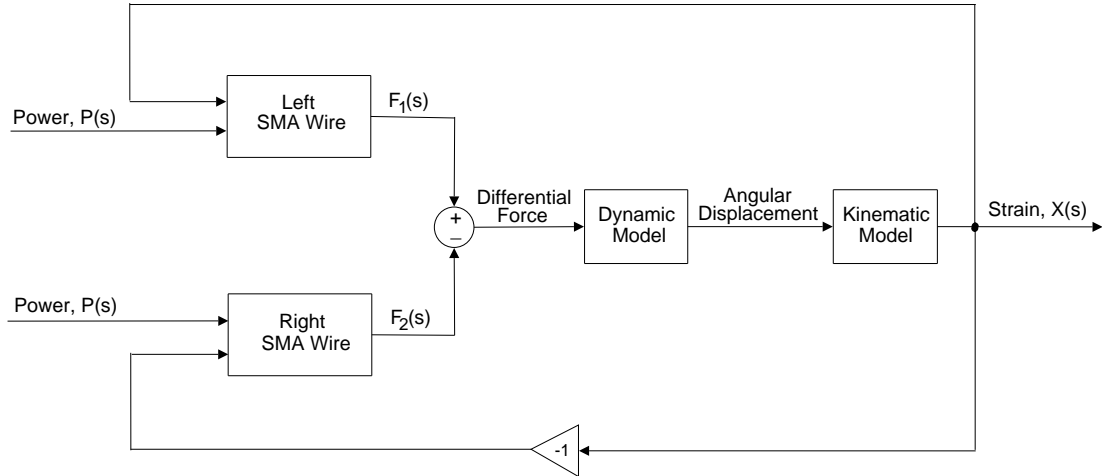 Left
SMA Wire
F1(s)
Power, P(s)
Differential
Force
Angular
Displacement
Strain, X(s)
+
−
Dynamic
Model
Kinematic
Model
Power, P(s)
Right
SMA Wire
F2(s)
-1